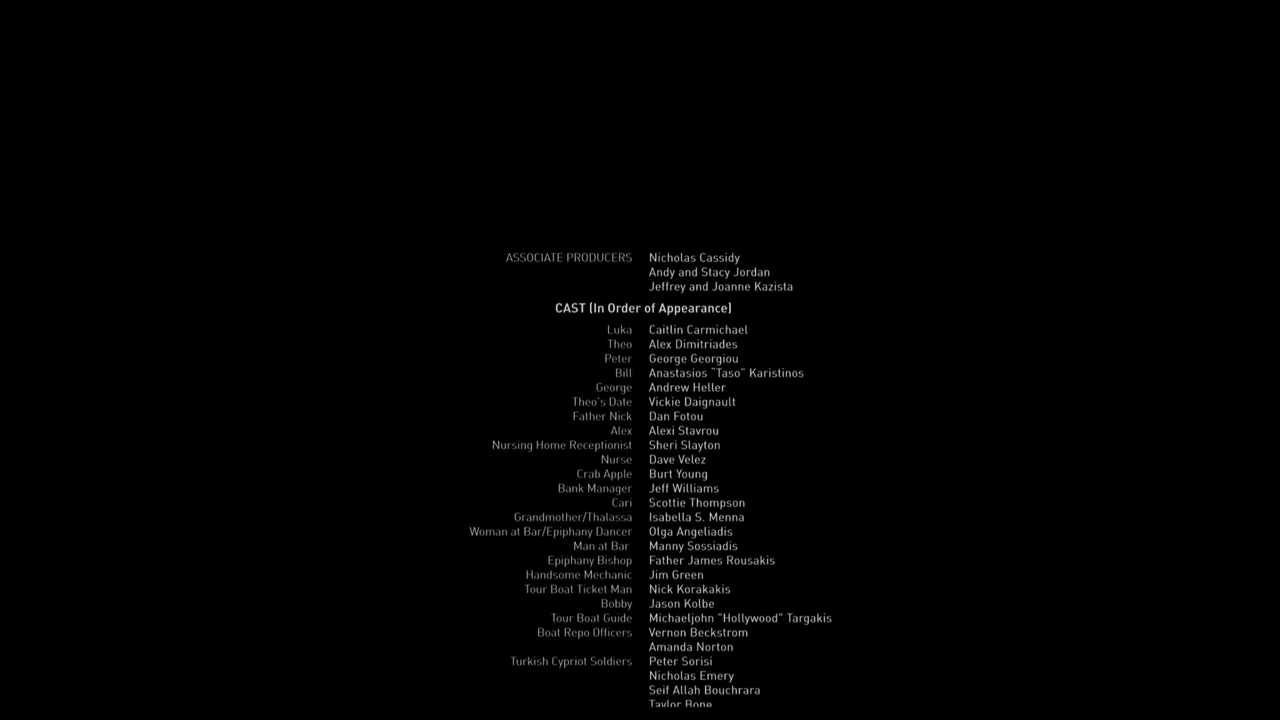 ASSOCIATE PRODUCERS Nicholas Cassidy
Andy and Stacy Jordan
Jeffrey and Joanne Kazista
CAST (In Order of Appearance)
Luka Caitlin Carmichael
Theo Alex Dimitriades
Peter George Georgiou
Bill Anastasios "Taso" Karistinos
George Andrew Heller
Theo's Date Vickie Daignault
Father Nick Dan Fotou
Alex Alexi Stavrou
Nursing Home Receptionist Sheri Slayton
Nurse Dave Velez
Crab Apple Burt Young
Bank Manager Jeff Williams
Cari Scottie Thompson
Grandmother/Thalassa Isabella S. Menna
Woman at Bar/Epiphany Dancer Olga Angeliadis
Man at Bar Manny Sossiadis
Epiphany Bishop Father James Rousakis
Handsome Mechanic Jim Green
Tour Boat Ticket Man Nick Korakakis
Bobby Jason Kolbe
Tour Boat Guide Michaeljohn "Hollywood" Targakis
Boat Repo Officers Vernon Beckstrom
Amanda Norton
Turkish Cypriot Soldiers Peter Sorisi
Nicholas Emery
Seif Allah Bouchrara
Taylor Bone